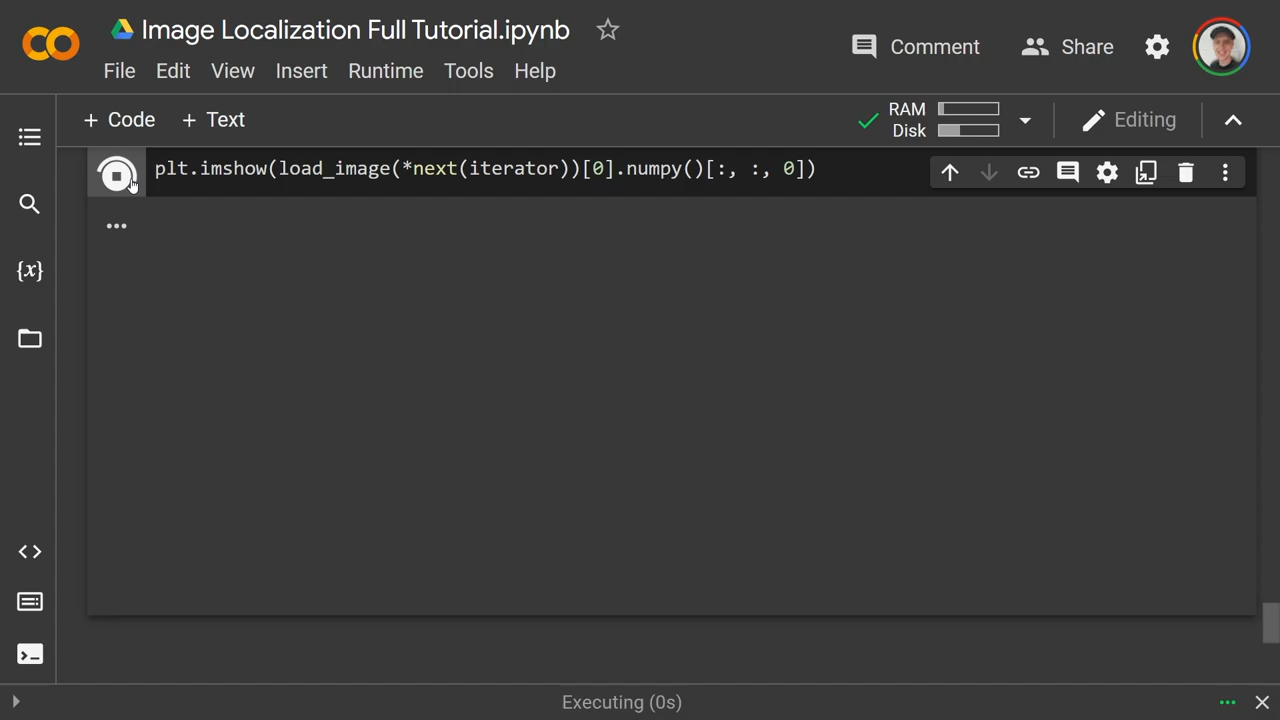 Image Localization Full Tutorial.ipynb
Comment
Share
File Edit View Insert Runtime Tools Help
+ Code + Text
RAM
Disk
Editing
plt.imshow(load_image(*next(iterator))[0].numpy()[:, :, 0])
{x}
Executing (0s)